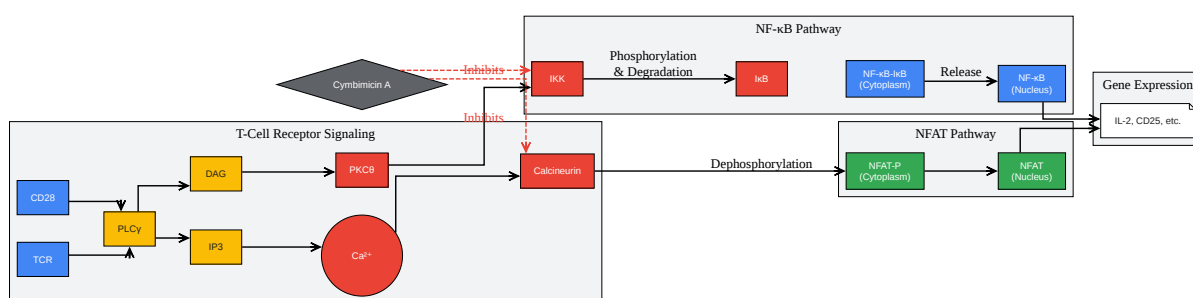 NF-κB Pathway
Phosphorylation
& Degradation
Inhibits
IKK
IκB
NF-κB-IκB
(Cytoplasm)
Release
NF-κB
(Nucleus)
Cymbimicin A
Gene Expression
IL-2, CD25, etc.
Inhibits
T-Cell Receptor Signaling
NFAT Pathway
DAG
PKCθ
Calcineurin
Dephosphorylation
NFAT-P
(Cytoplasm)
NFAT
(Nucleus)
CD28
PLCγ
TCR
IP3
Ca²⁺